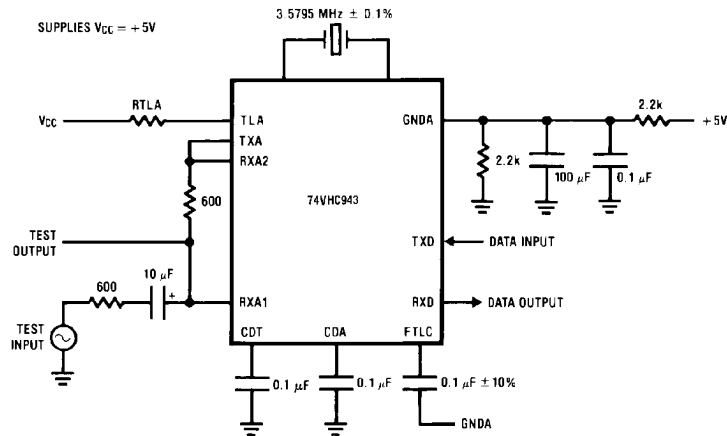 3.5795 MHz ± 0.1%
SUPPLIES VCC = +5V
VCC
RTLA
TLA
TXA
RXA2
GNDA
2.2k
+5V
2.2k
100 µF
0.1 µF
600
74VHC943
TEST
OUTPUT
TXD
DATA INPUT
600
10 µF
+
RXA1
RXD
DATA OUTPUT
TEST
INPUT
CDT
CDA
FTLC
0.1 µF
0.1 µF
0.1 µF ±10%
GNDA